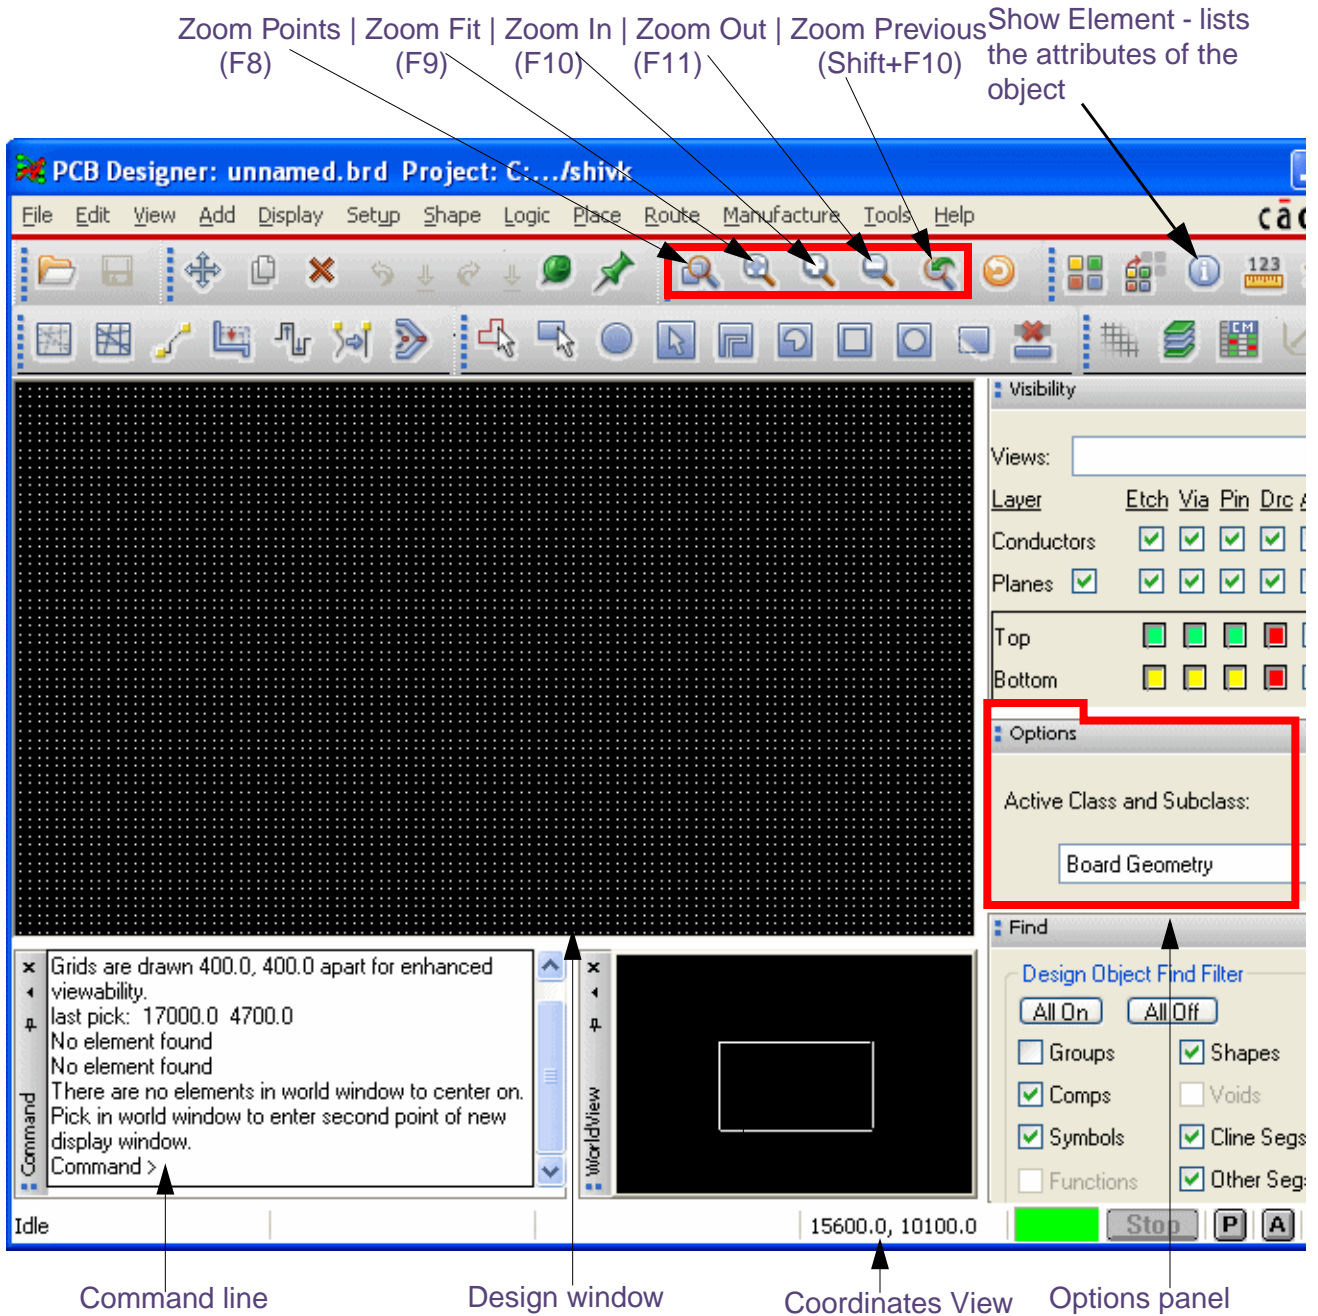 Zoom Points | Zoom Fit | Zoom In | Zoom Out | Zoom Previous
(F8) (F9) (F10) (F11) (Shift+F10)
Show Element - lists
the attributes of the
object
PCB Designer: unnamed.brd Project: C:.../shivk
File Edit View Add Display Setup Shape Logic Place Route Manufacture Tools Help
123
CM
Visibility
Views:
Layer Etch Via Pin Drc
Conductors
Planes
Top
Bottom
Options
Active Class and Subclass:
Board Geometry
Find
Design Object Find Filter
All On All Off
Groups Shapes
Comps Voids
Symbols Cline Segs
Functions Other Segs
Grids are drawn 400.0, 400.0 apart for enhanced
viewability.
last pick: 17000.0 4700.0
No element found
No element found
There are no elements in world window to center on.
Pick in world window to enter second point of new
display window.
Command >
Command
WorldView
Idle 15600.0, 10100.0 Stop P A
Command line Design window Coordinates View Options panel